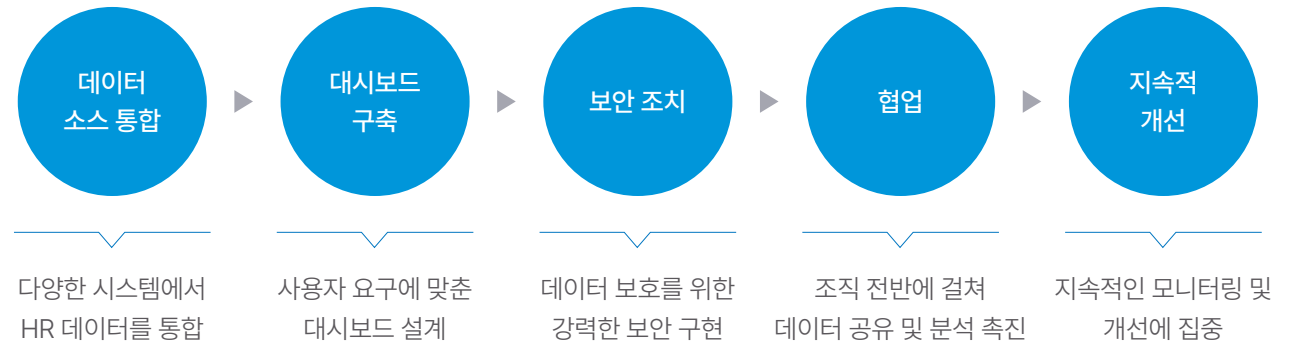 데이터
소스 통합
대시보드
구축
보안 조치
협업
지속적
개선
다양한 시스템에서
HR 데이터를 통합
사용자 요구에 맞춘
대시보드 설계
데이터 보호를 위한
강력한 보안 구현
조직 전반에 걸쳐
데이터 공유 및 분석 촉진
지속적인 모니터링 및
개선에 집중